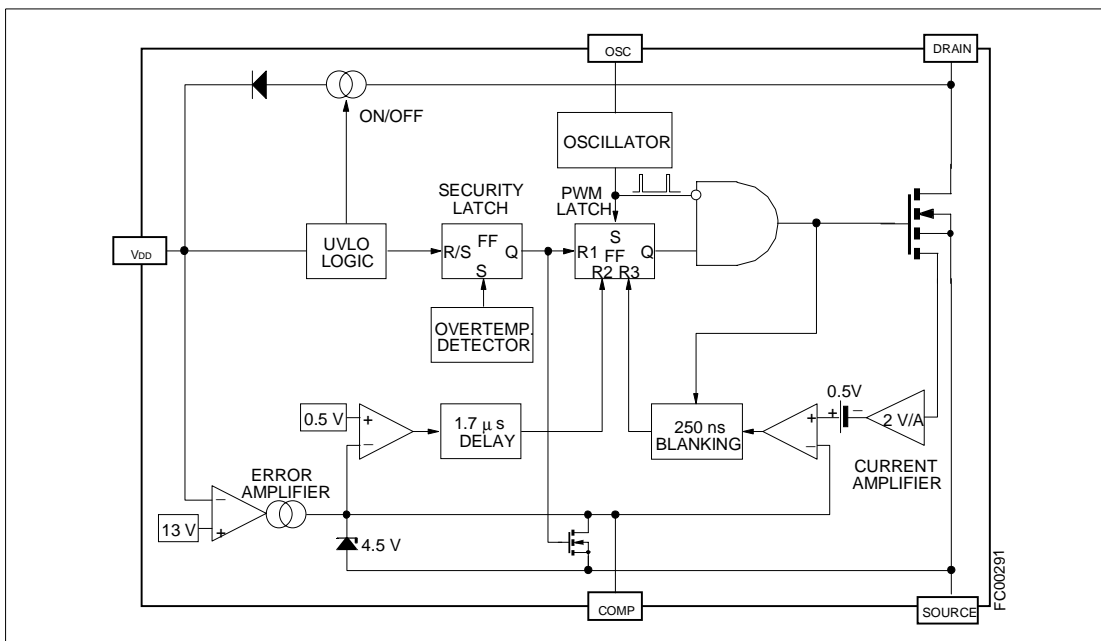 OSC
DRAIN
ON/OFF
OSCILLATOR
SECURITY
LATCH
PWM
LATCH
VDD
UVLO
LOGIC
R/S FF Q
S
S
R1 FF Q
R2 R3
OVERTEMP.
DETECTOR
0.5 V
+
−
1.7 μ s
DELAY
250 ns
BLANKING
+
−
0.5V
+ −
2 V/A
CURRENT
AMPLIFIER
ERROR
AMPLIFIER
−
+
13 V
4.5 V
COMP
SOURCE
FC00291